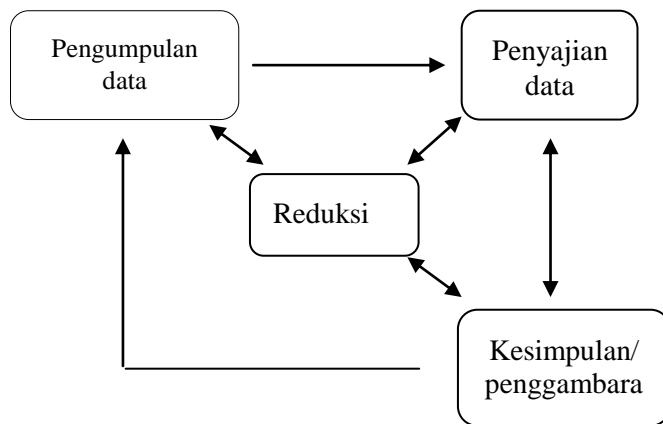 Pengumpulan
data
Penyajian
data
Reduksi
Kesimpulan/
penggambara